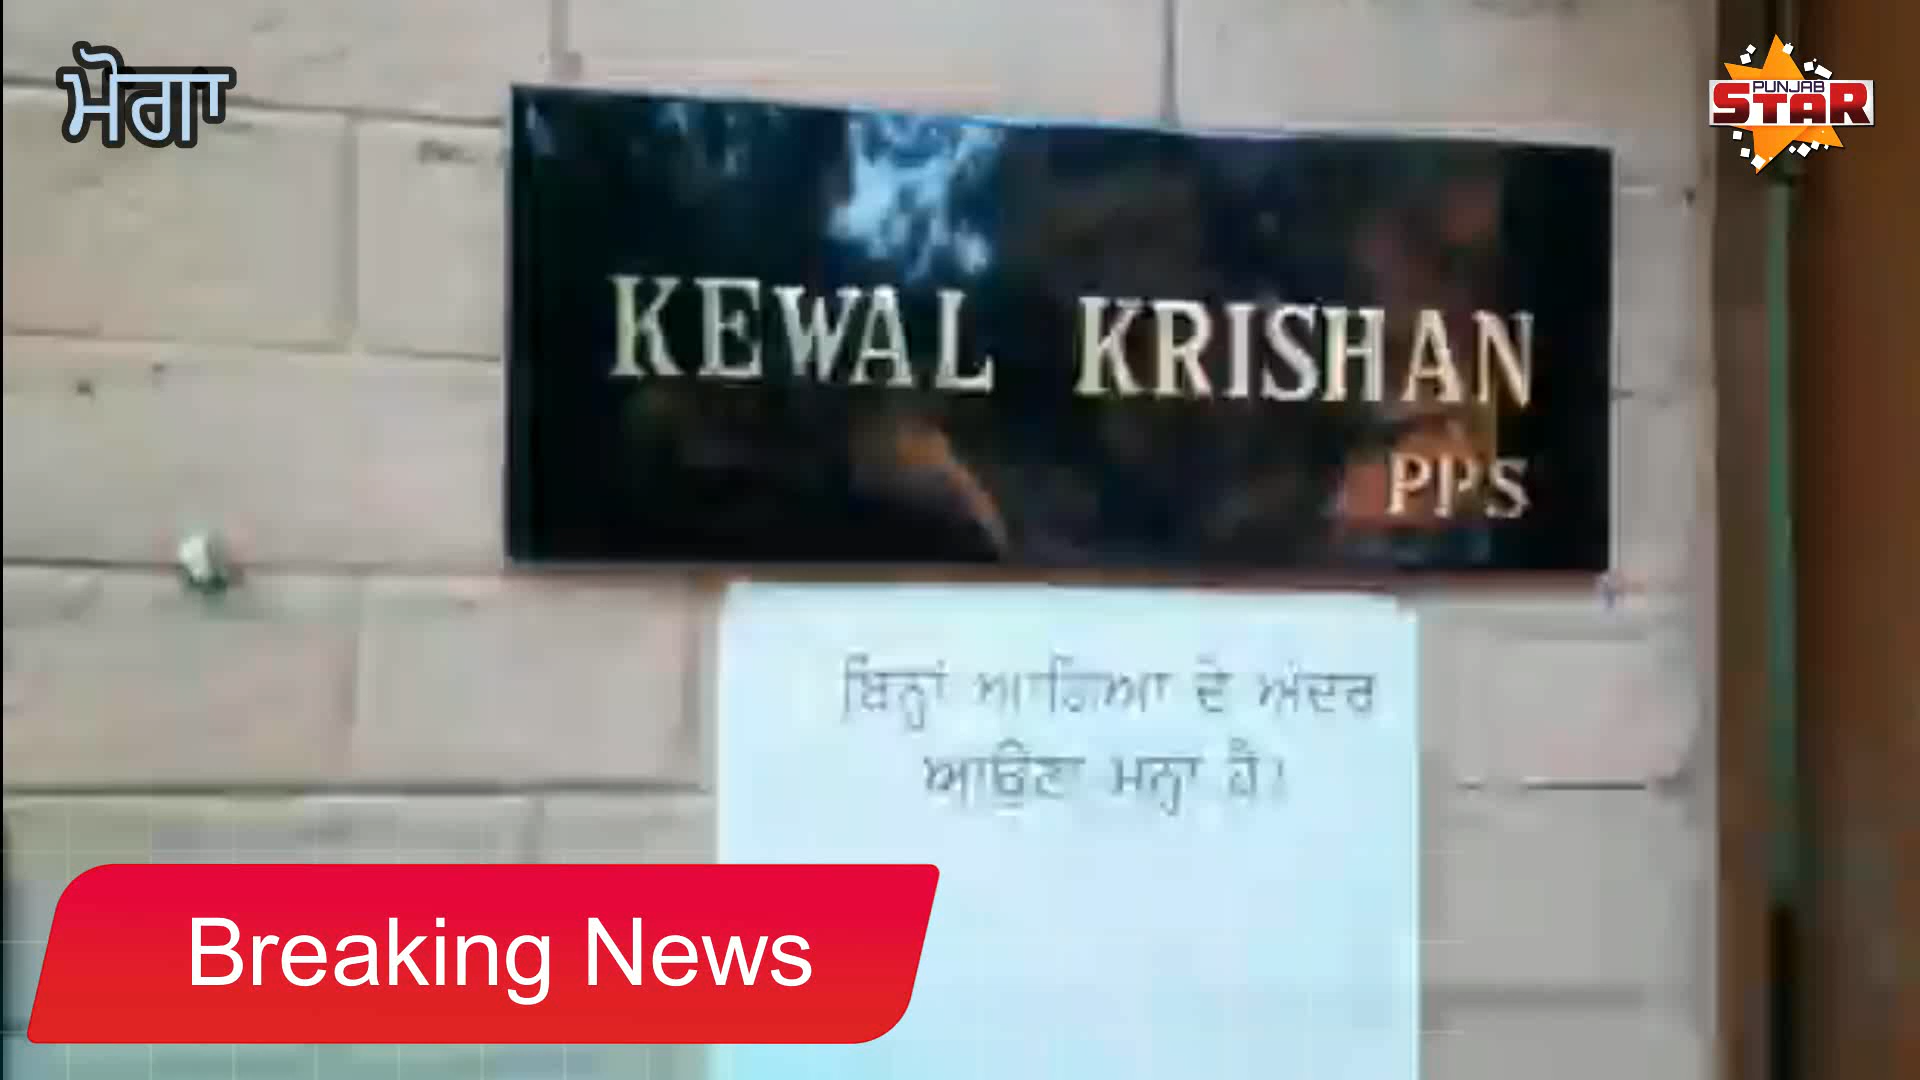 ਮੋਗਾ
PUNJAB
STAR
KEWAL KRISHAN
PPS
ਬਿਨ੍ਹਾਂ ਆਗਿਆ ਦੇ ਅੰਦਰ
ਆਉਣਾ ਮਨ੍ਹਾ ਹੈ।
Breaking News